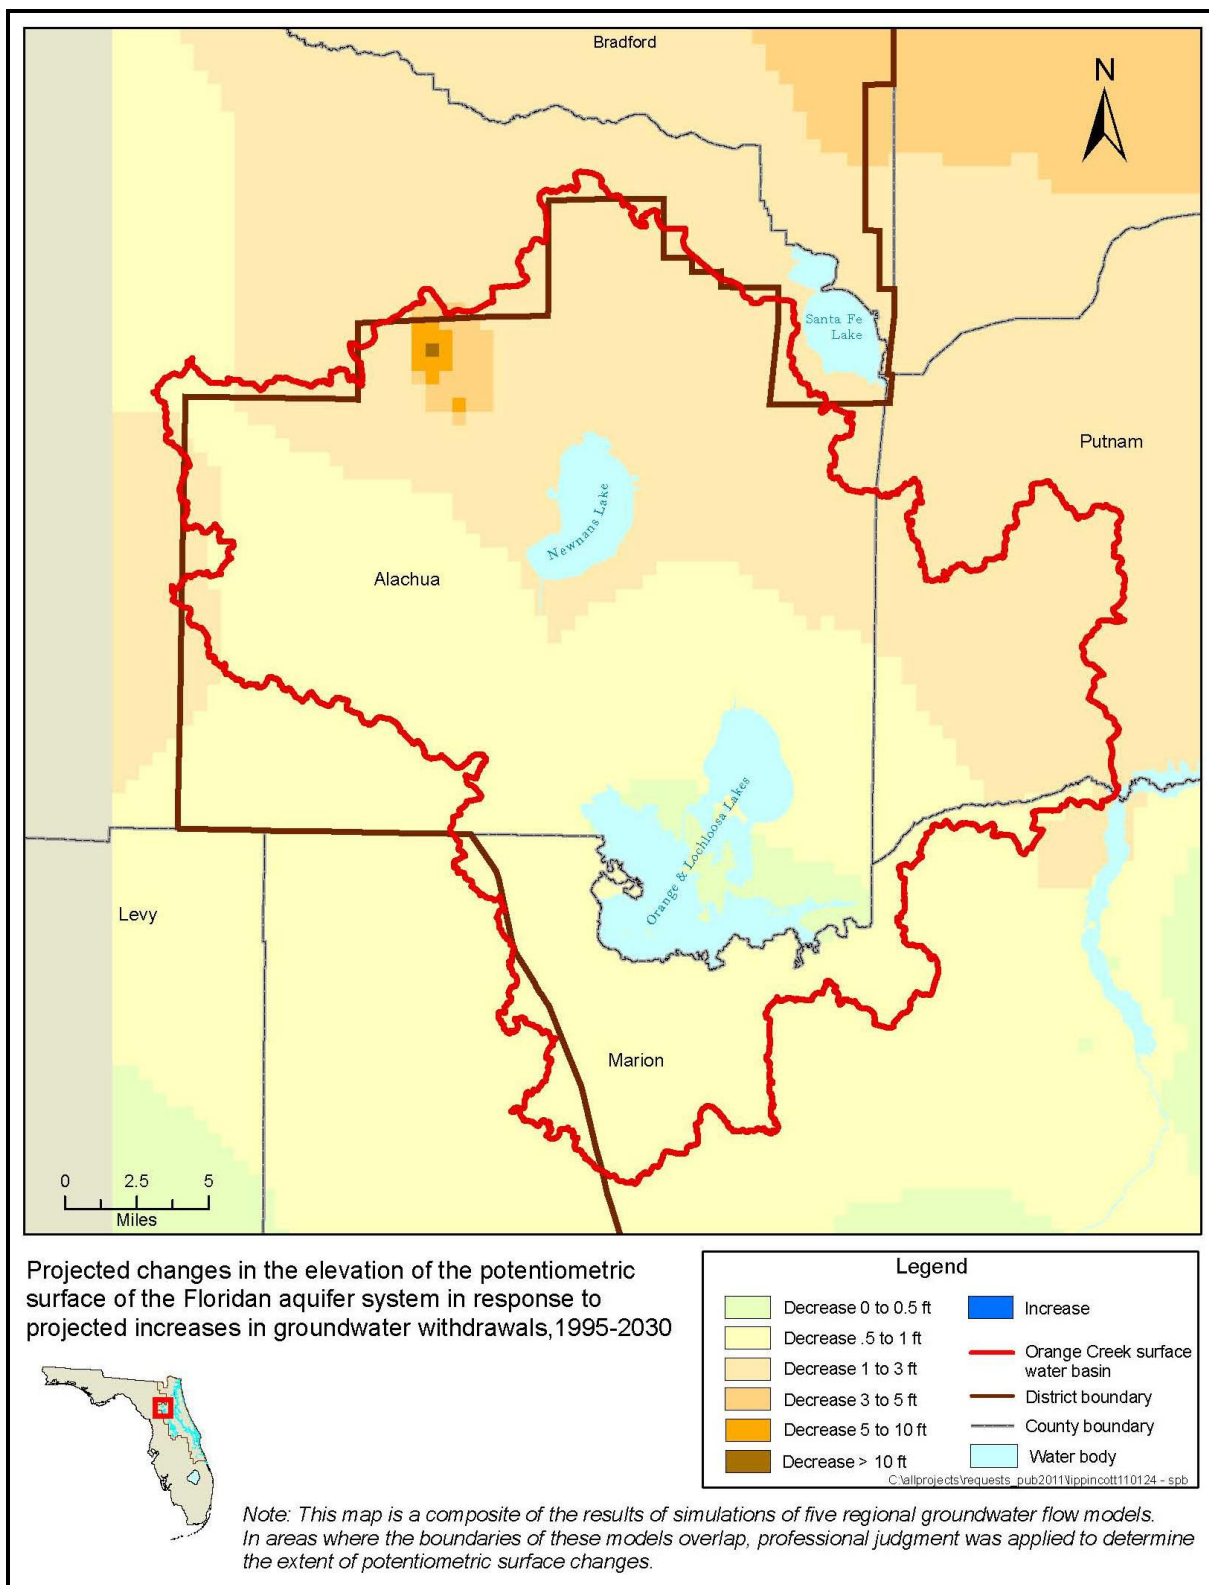 Bradford
N
Santa Fe
Lake
Putnam
Newnans Lake
Alachua
Orange & Lochloosa Lakes
Levy
Marion
0 2.5 5
Miles
Projected changes in the elevation of the potentiometric
surface of the Floridan aquifer system in response to
projected increases in groundwater withdrawals,1995-2030
Legend
Decrease 0 to 0.5 ft
Decrease .5 to 1 ft
Decrease 1 to 3 ft
Decrease 3 to 5 ft
Decrease 5 to 10 ft
Decrease > 10 ft
Increase
Orange Creek surface
water basin
District boundary
County boundary
Water body
C:\allprojects\requests_pub2011\lippincott110124 - spb
Note: This map is a composite of the results of simulations of five regional groundwater flow models.
In areas where the boundaries of these models overlap, professional judgment was applied to determine
the extent of potentiometric surface changes.